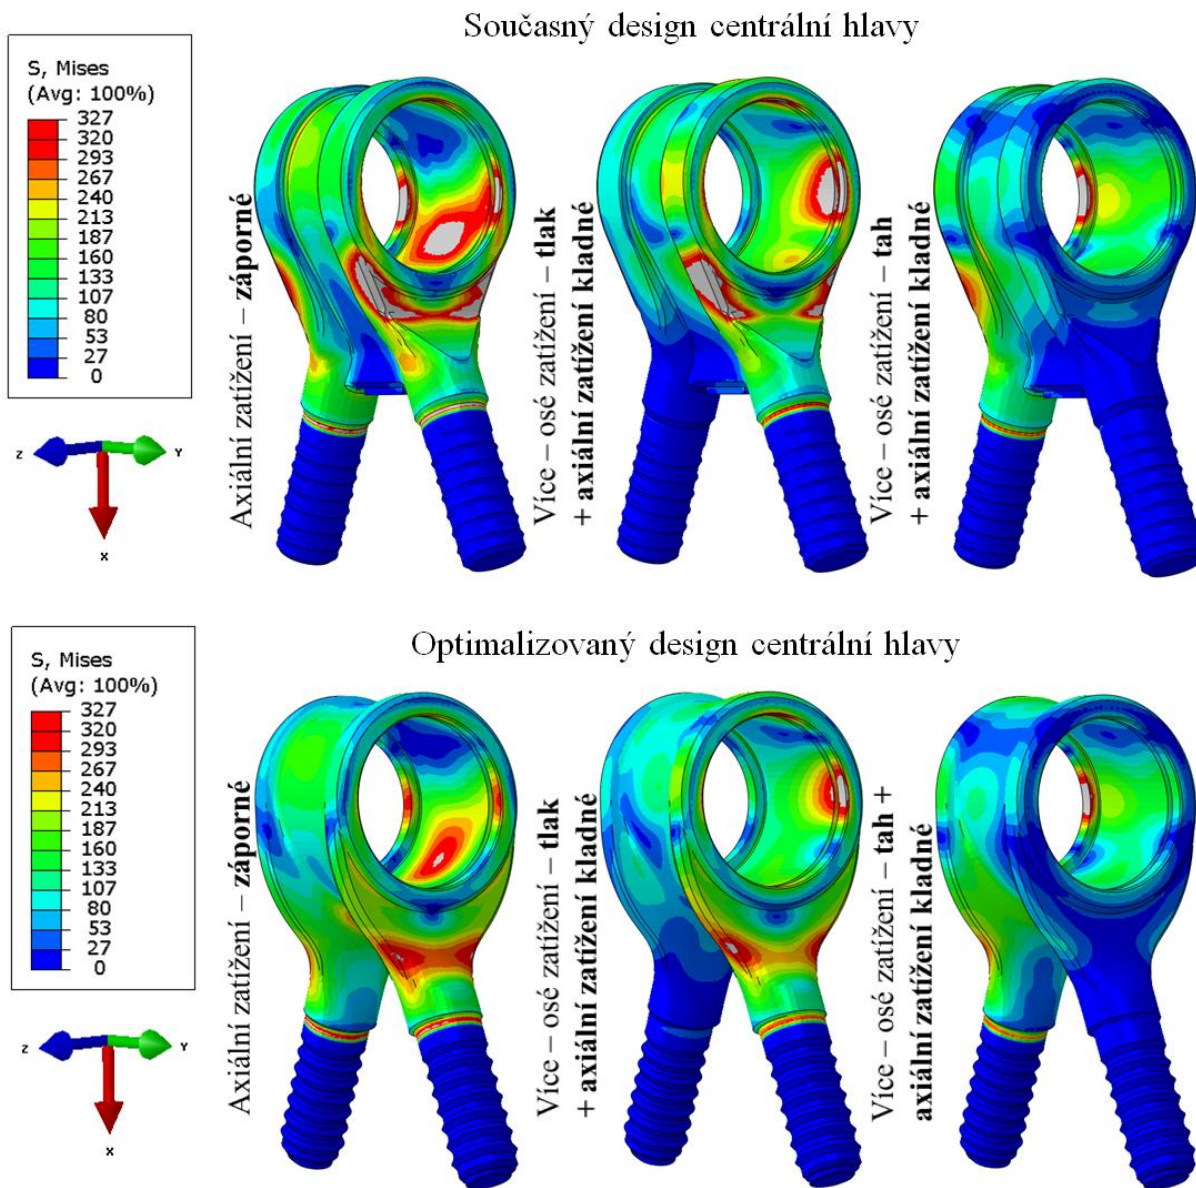 Současný design centrální hlavy
S, Mises
(Avg: 100%)
327
320
293
267
240
213
187
160
133
107
80
53
27
0
Z
Y
X
Axiální zatížení – záporné
Více – osé zatížení – tlak
+ axiální zatížení kladné
Více – osé zatížení – tah
+ axiální zatížení kladné
Optimalizovaný design centrální hlavy
S, Mises
(Avg: 100%)
327
320
293
267
240
213
187
160
133
107
80
53
27
0
Z
Y
X
Axiální zatížení – záporné
Více – osé zatížení – tlak
+ axiální zatížení kladné
Více – osé zatížení – tah +
axiální zatížení kladné